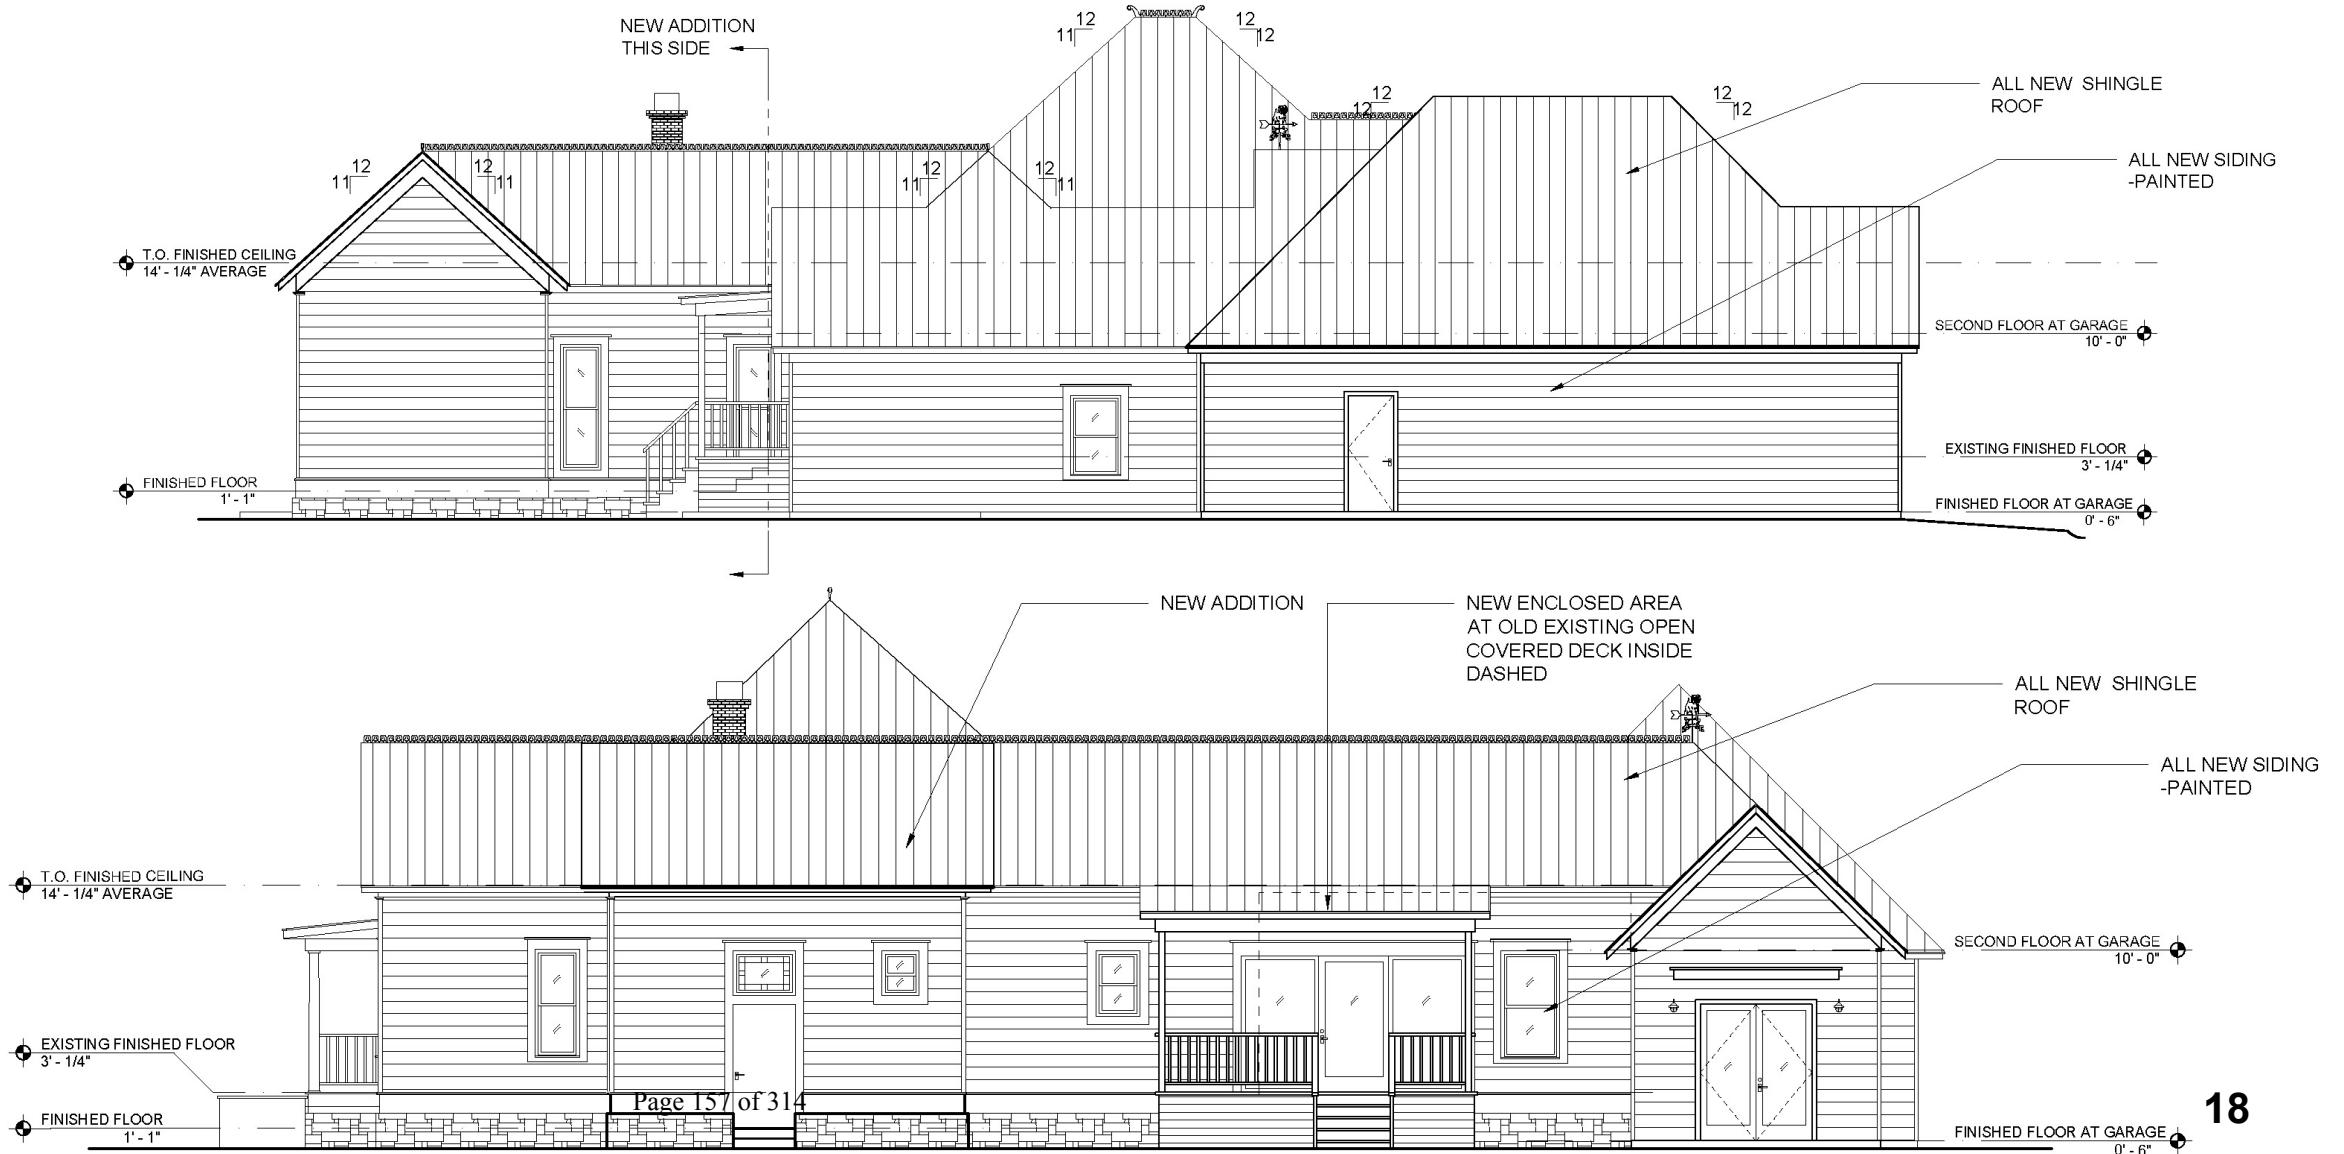 NEW ADDITION
THIS SIDE
12
11
12
12
12
12
12
12
ALL NEW SHINGLE
ROOF
ALL NEW SIDING
-PAINTED
12
11
12
11
12
11
12
11
T.O. FINISHED CEILING
14' - 1/4" AVERAGE
SECOND FLOOR AT GARAGE
10' - 0"
EXISTING FINISHED FLOOR
3' - 1/4"
FINISHED FLOOR
1' - 1"
FINISHED FLOOR AT GARAGE
0' - 6"
NEW ADDITION
NEW ENCLOSED AREA
AT OLD EXISTING OPEN
COVERED DECK INSIDE
DASHED
ALL NEW SHINGLE
ROOF
ALL NEW SIDING
-PAINTED
T.O. FINISHED CEILING
14' - 1/4" AVERAGE
SECOND FLOOR AT GARAGE
10' - 0"
EXISTING FINISHED FLOOR
3' - 1/4"
Page 157 of 314
18
FINISHED FLOOR
1' - 1"
FINISHED FLOOR AT GARAGE
0' - 6"